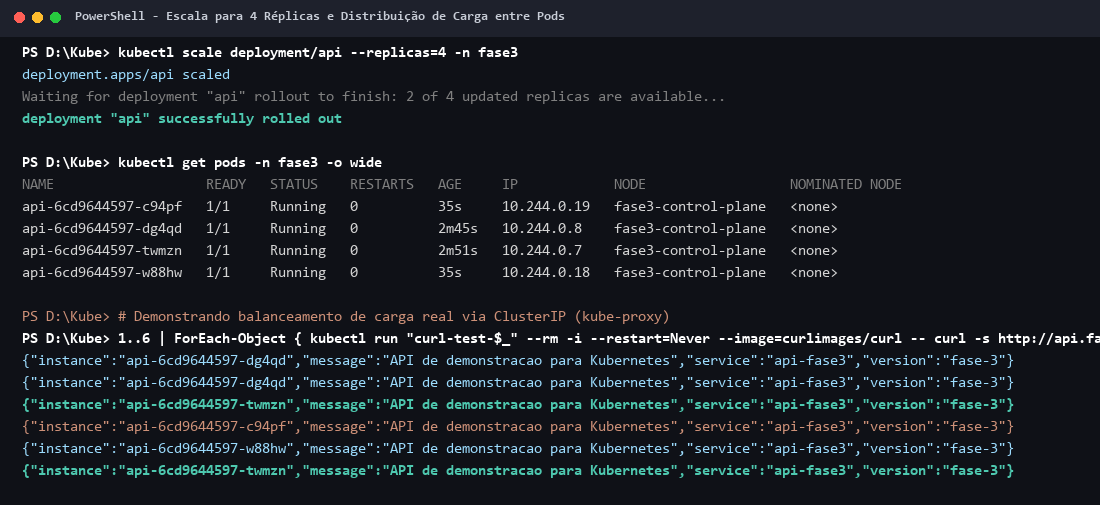 PowerShell - Escala para 4 Réplicas e Distribuição de Carga entre Pods
PS D:\Kube> kubectl scale deployment/api --replicas=4 -n fase3
deployment.apps/api scaled
Waiting for deployment "api" rollout to finish: 2 of 4 updated replicas are available...
deployment "api" successfully rolled out
PS D:\Kube> kubectl get pods -n fase3 -o wide
NAME READY STATUS RESTARTS AGE IP NODE NOMINATED NODE
api-6cd9644597-c94pf 1/1 Running 0 35s 10.244.0.19 fase3-control-plane <none>
api-6cd9644597-dg4qd 1/1 Running 0 2m45s 10.244.0.8 fase3-control-plane <none>
api-6cd9644597-twmzn 1/1 Running 0 2m51s 10.244.0.7 fase3-control-plane <none>
api-6cd9644597-w88hw 1/1 Running 0 35s 10.244.0.18 fase3-control-plane <none>
PS D:\Kube> # Demonstrando balanceamento de carga real via ClusterIP (kube-proxy)
PS D:\Kube> 1..6 | ForEach-Object { kubectl run "curl-test-$_" --rm -i --restart=Never --image=curlimages/curl -- curl -s http://api.fa
{"instance":"api-6cd9644597-dg4qd","message":"API de demonstracao para Kubernetes","service":"api-fase3","version":"fase-3"}
{"instance":"api-6cd9644597-dg4qd","message":"API de demonstracao para Kubernetes","service":"api-fase3","version":"fase-3"}
{"instance":"api-6cd9644597-twmzn","message":"API de demonstracao para Kubernetes","service":"api-fase3","version":"fase-3"}
{"instance":"api-6cd9644597-c94pf","message":"API de demonstracao para Kubernetes","service":"api-fase3","version":"fase-3"}
{"instance":"api-6cd9644597-w88hw","message":"API de demonstracao para Kubernetes","service":"api-fase3","version":"fase-3"}
{"instance":"api-6cd9644597-twmzn","message":"API de demonstracao para Kubernetes","service":"api-fase3","version":"fase-3"}